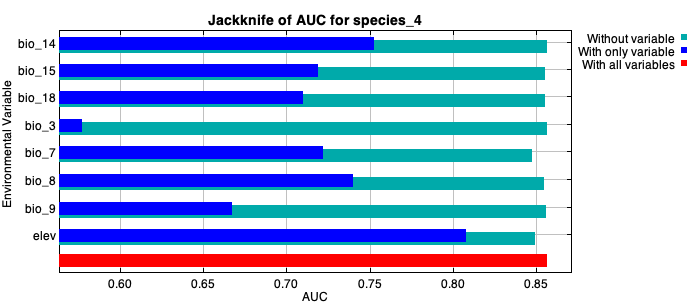 Jackknife of AUC for species_4
Without variable
With only variable
With all variables
Environmental Variable
bio_14
bio_15
bio_18
bio_3
bio_7
bio_8
bio_9
elev
0.60 0.65 0.70 0.75 0.80 0.85
AUC